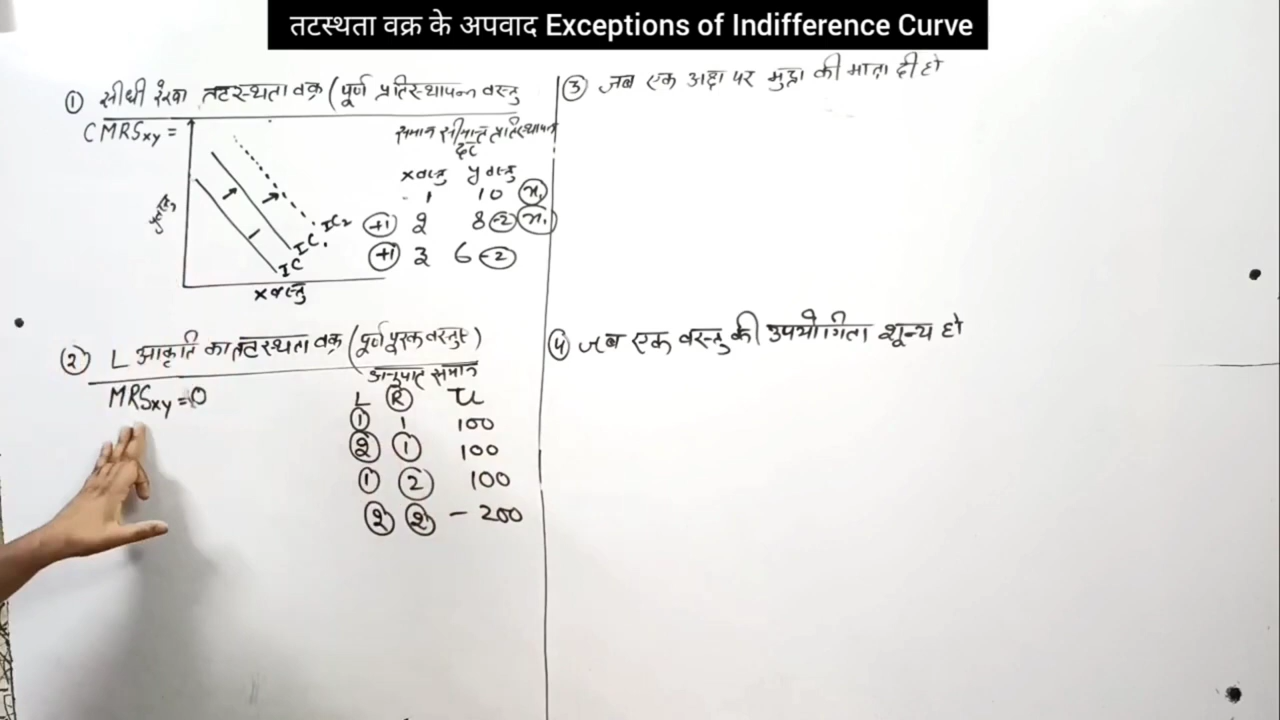 तटस्थता वक्र के अपवाद Exceptions of Indifference Curve
① सीधी रेखा तटस्थता वक्र (पूर्ण प्रतिस्थापन्न वस्तु
CMRSxy =
समान सीमान्त प्रतिस्थापन
दर
x वस्तु y वस्तु
1 10 x₁
+1 2 8 -2 x₁
+1 3 6 -2
IC₂
IC₁
IC
x वस्तु
② L आकृति का तटस्थता वक्र (पूर्ण पूरक वस्तुए)
अनुपात समान
MRSxy = 0
L R U
1 1 100
2 1 100
1 2 100
2 2 - 200
③ जब एक अक्ष पर मुद्रा की मात्रा दी हो
④ जब एक वस्तु की उपयोगिता शून्य हो